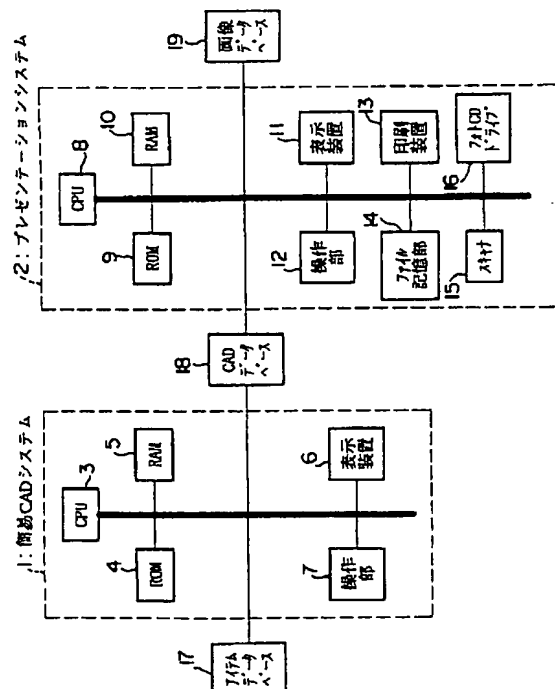 1:簡易CADシステム
3
CPU
4
ROM
5
RAM
6
表示
装置
7
操作部
17
アイテム
データ
ベース
18
CAD
データ
ベース
2:プレゼンテーションシステム
8
CPU
9
ROM
10
RAM
11
表示
装置
12
操作
部
13
印刷
装置
14
ファイル
記憶部
15
スキャナ
16
フォトCD
ドライブ
19
画像
データ
ベース